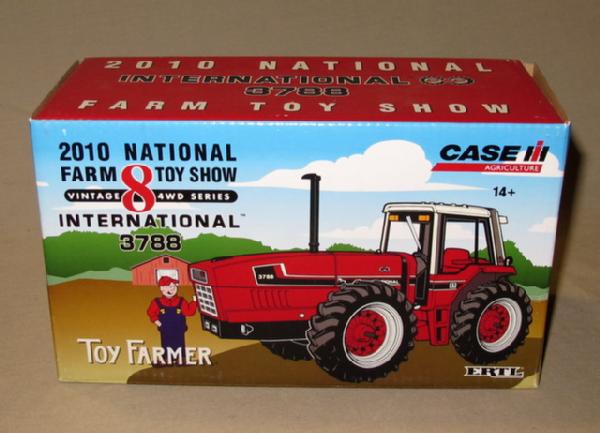 2010 NATIONAL
INTERNATIONAL
3788
FARM TOY SHOW
2010 NATIONAL
FARM 8 TOY SHOW
VINTAGE 4WD SERIES
INTERNATIONAL™
3788
CASE IH
AGRICULTURE
14+
3788
INTERNATIONAL
TOY FARMER
ERTL